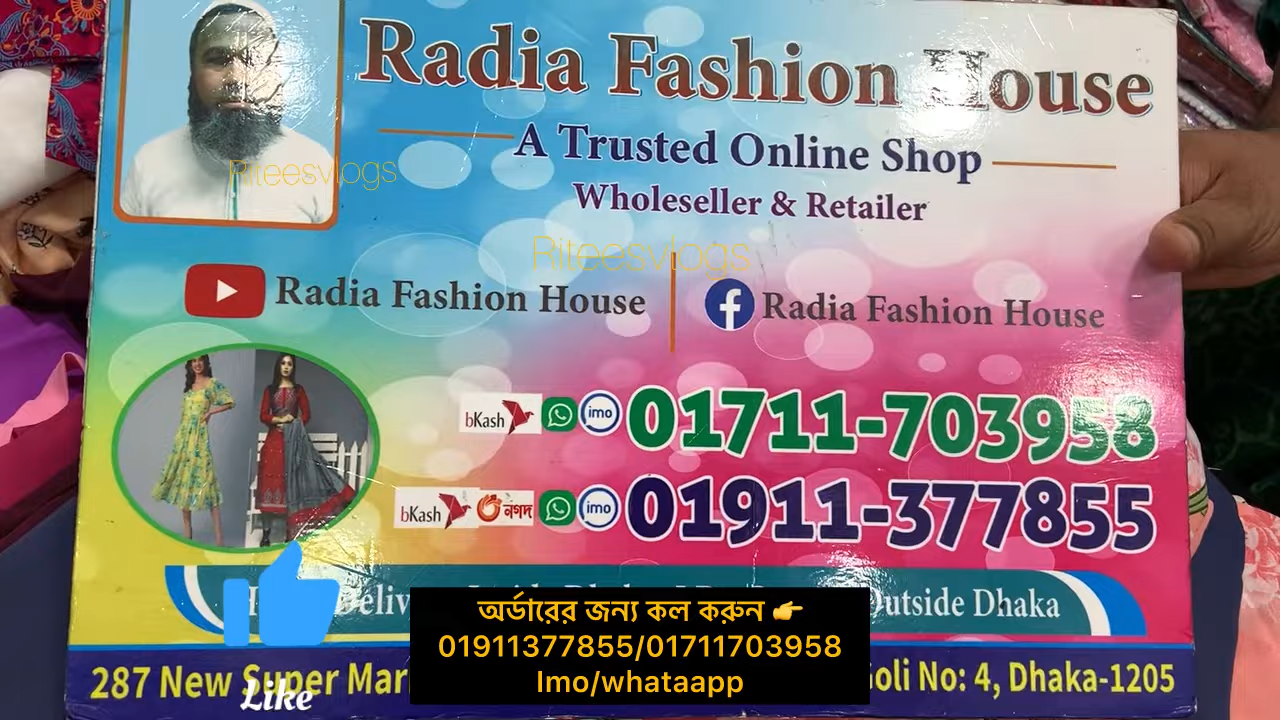 Radia Fashion House
A Trusted Online Shop
Wholeseller & Retailer
Riteesvlogs
Riteesvlogs
Radia Fashion House
Radia Fashion House
bKash imo 01711-703958
bKash নগদ imo 01911-377855
Outside Dhaka
287 New Super Goli No: 4, Dhaka-1205
অর্ডারের জন্য কল করুন 👉
01911377855/01711703958
Imo/whataapp
Like